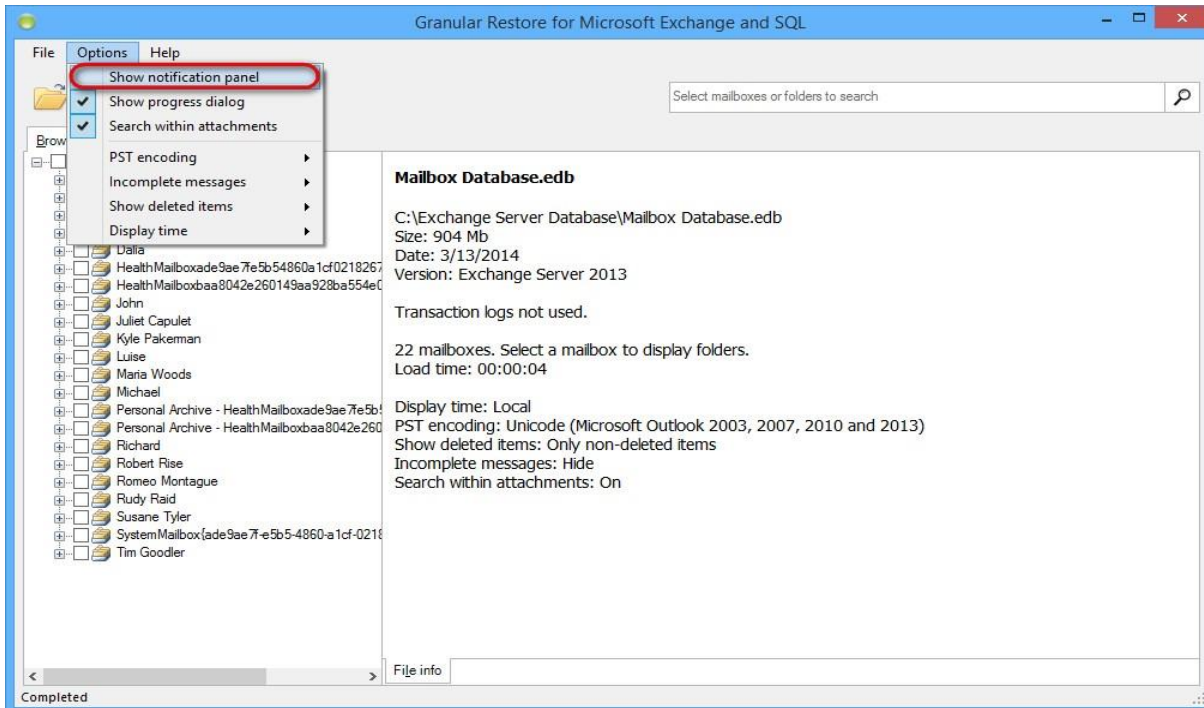 Granular Restore for Microsoft Exchange and SQL
File Options Help
Show notification panel
Show progress dialog
Search within attachments
PST encoding
Incomplete messages
Show deleted items
Display time
Select mailboxes or folders to search
Brow
Dalia
HealthMailboxade9ae7fe5b54860a1cf0218267
HealthMailboxbaa8042e260149aa928ba554e0
John
Juliet Capulet
Kyle Pakerman
Luise
Maria Woods
Michael
Personal Archive - HealthMailboxade9ae7fe5b5
Personal Archive - HealthMailboxbaa8042e260
Richard
Robert Rise
Romeo Montague
Rudy Raid
Susane Tyler
SystemMailbox{ade9ae7f-e5b5-4860-a1cf-0218
Tim Goodler
Mailbox Database.edb
C:\Exchange Server Database\Mailbox Database.edb
Size: 904 Mb
Date: 3/13/2014
Version: Exchange Server 2013
Transaction logs not used.
22 mailboxes. Select a mailbox to display folders.
Load time: 00:00:04
Display time: Local
PST encoding: Unicode (Microsoft Outlook 2003, 2007, 2010 and 2013)
Show deleted items: Only non-deleted items
Incomplete messages: Hide
Search within attachments: On
File info
Completed